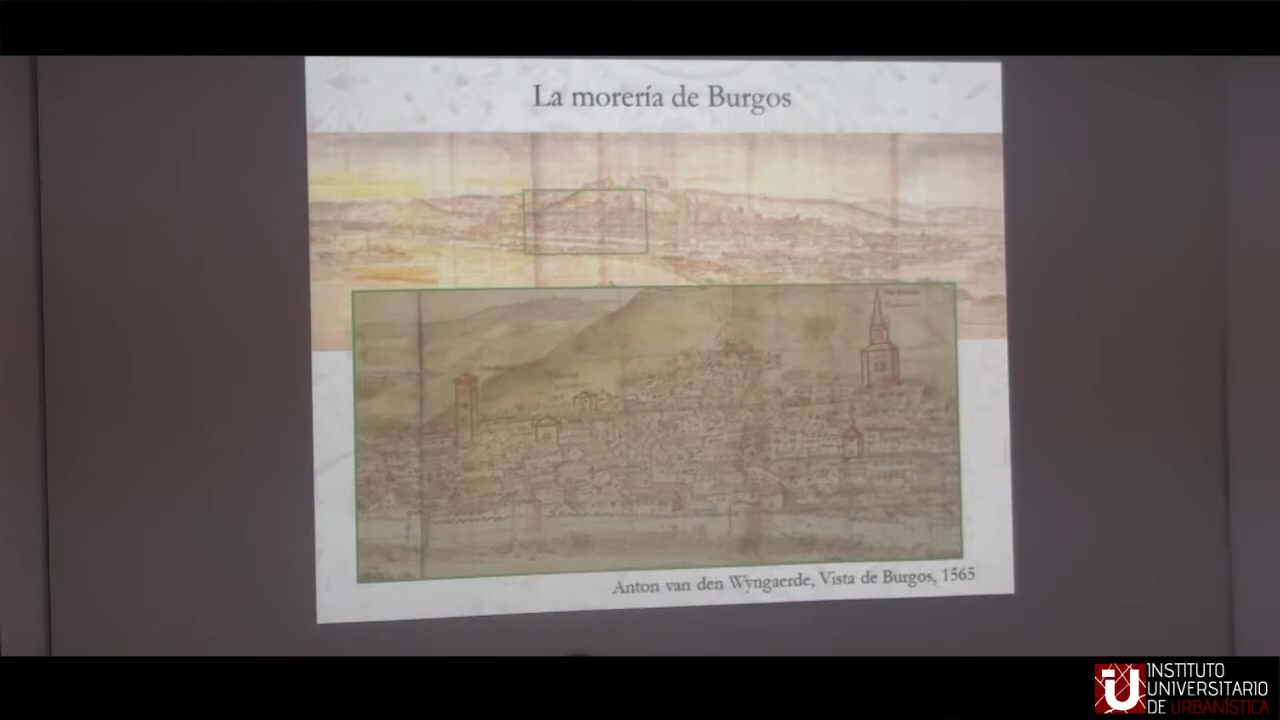 La morería de Burgos
Anton van den Wyngaerde, Vista de Burgos, 1565
INSTITUTO
UNIVERSITARIO
DE URBANÍSTICA